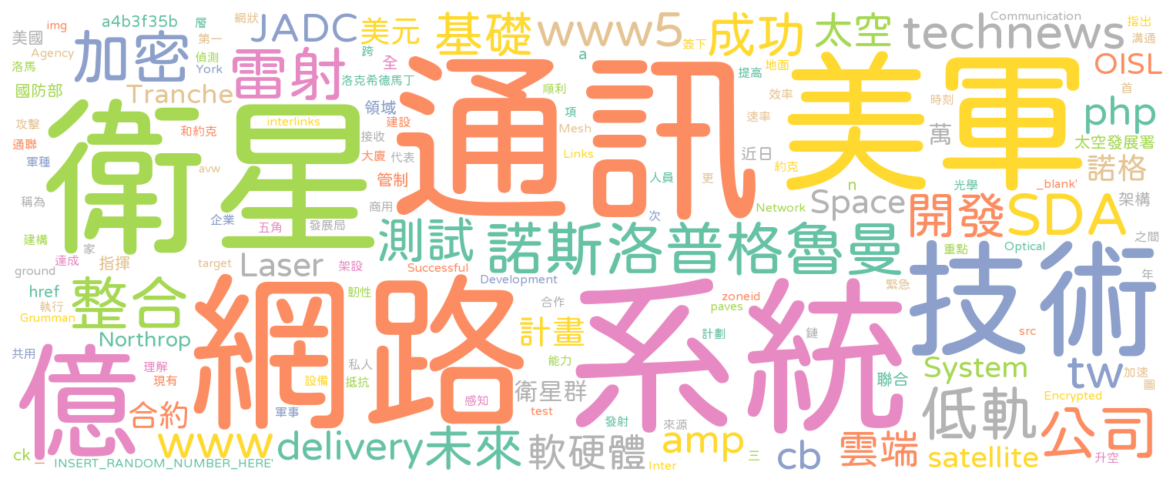 img
網狀
層
a4b3f35b
第一
跨
Communication
指出
美國
加密
JADC
美元
基礎
www5
簽下
成功
太空
technews
溝通
Agency
偵測
雷射
全
a
提高
地面
OISL
洛馬
York
洛克希德馬丁
通訊
美軍
國防部
Tranche
領域
順利
效率
時刻
首
php
攻擊
衛星
和約克
interlinks
建設
項
速率
萬
太空發展署
通聯
接收
Mesh
大廈
代表
Links
近日
諾格
軍種
avw
管制
人員
更
約克
光學
_blank'
稱為
商用
n
Space
開發
SDA
架構
企業
次
Network
建構
五角
發展局
測試
諾斯洛普格魯曼
重點
Optical
之間
家
達成
指揮
target
Laser
架設
Successful
Development
技術
年
ground
href
整合
網路
韌性
合作
系統
zoneid
緊急
執行
paves
Grumman
Northrop
計畫
計劃
鏈
src
共用
億
理解
私人
能力
System
聯合
tw
加速
圖
現有
設備
抵抗
衛星群
感知
合約
軍事
test
發射
來源
低軌
Encrypted
公司
ck
www
delivery
未來
軟硬體
amp
cb
雲端
satellite
一
INSERT_RANDOM_NUMBER_HERE'
Inter
三
升空